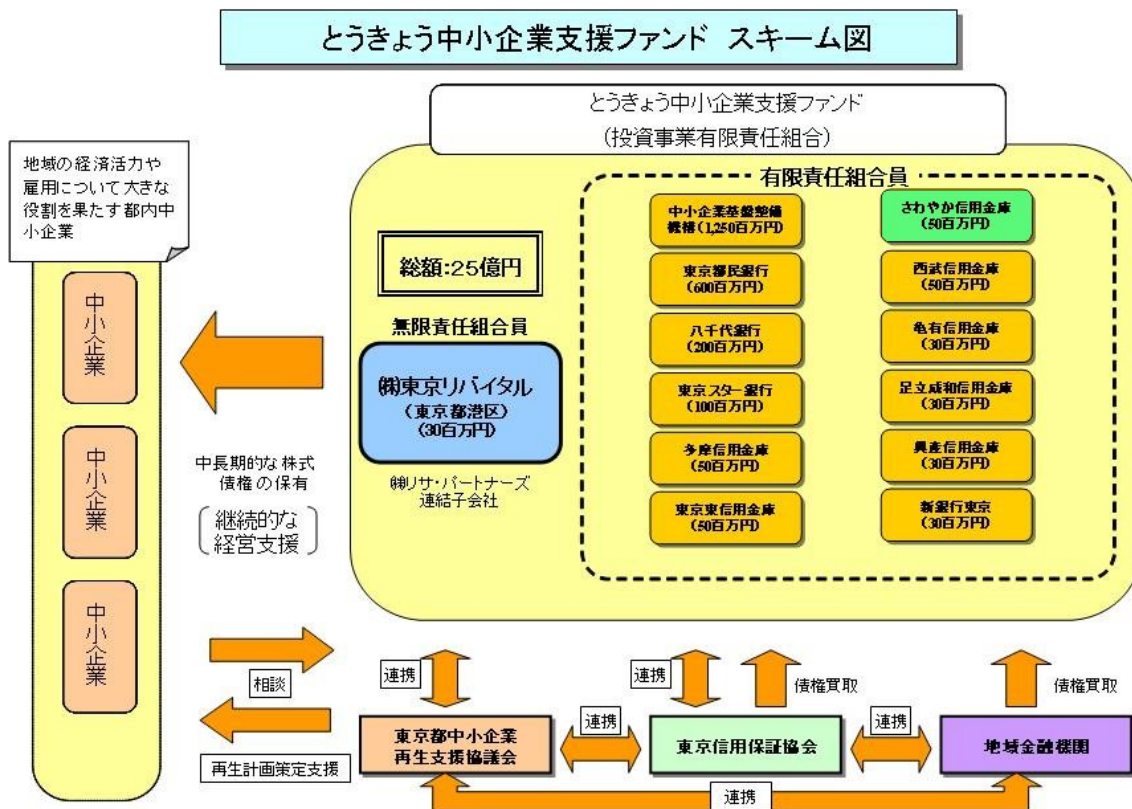 とうきょう中小企業支援ファンド スキーム図
とうきょう中小企業支援ファンド
(投資事業有限責任組合)
地域の経済活力や
雇用について大きな
役割を果たす都内中
小企業
中小企業
中小企業
中小企業
中長期的な株式
債権の保有
継続的な
経営支援
総額:25億円
無限責任組合員
㈱東京リバイタル
(東京都港区)
(30百万円)
㈱リサ・パートナーズ
連結子会社
有限責任組合員
中小企業基盤整備
機構(1,250百万円)
東京都民銀行
(600百万円)
八千代銀行
(200百万円)
東京スター銀行
(100百万円)
多摩信用金庫
(50百万円)
東京東信用金庫
(50百万円)
さわやか信用金庫
(50百万円)
西武信用金庫
(50百万円)
亀有信用金庫
(30百万円)
足立成和信用金庫
(30百万円)
興産信用金庫
(30百万円)
新銀行東京
(30百万円)
相談
再生計画策定支援
連携
連携
債権買取
債権買取
東京都中小企業
再生支援協議会
連携
東京信用保証協会
連携
地域金融機関
連携